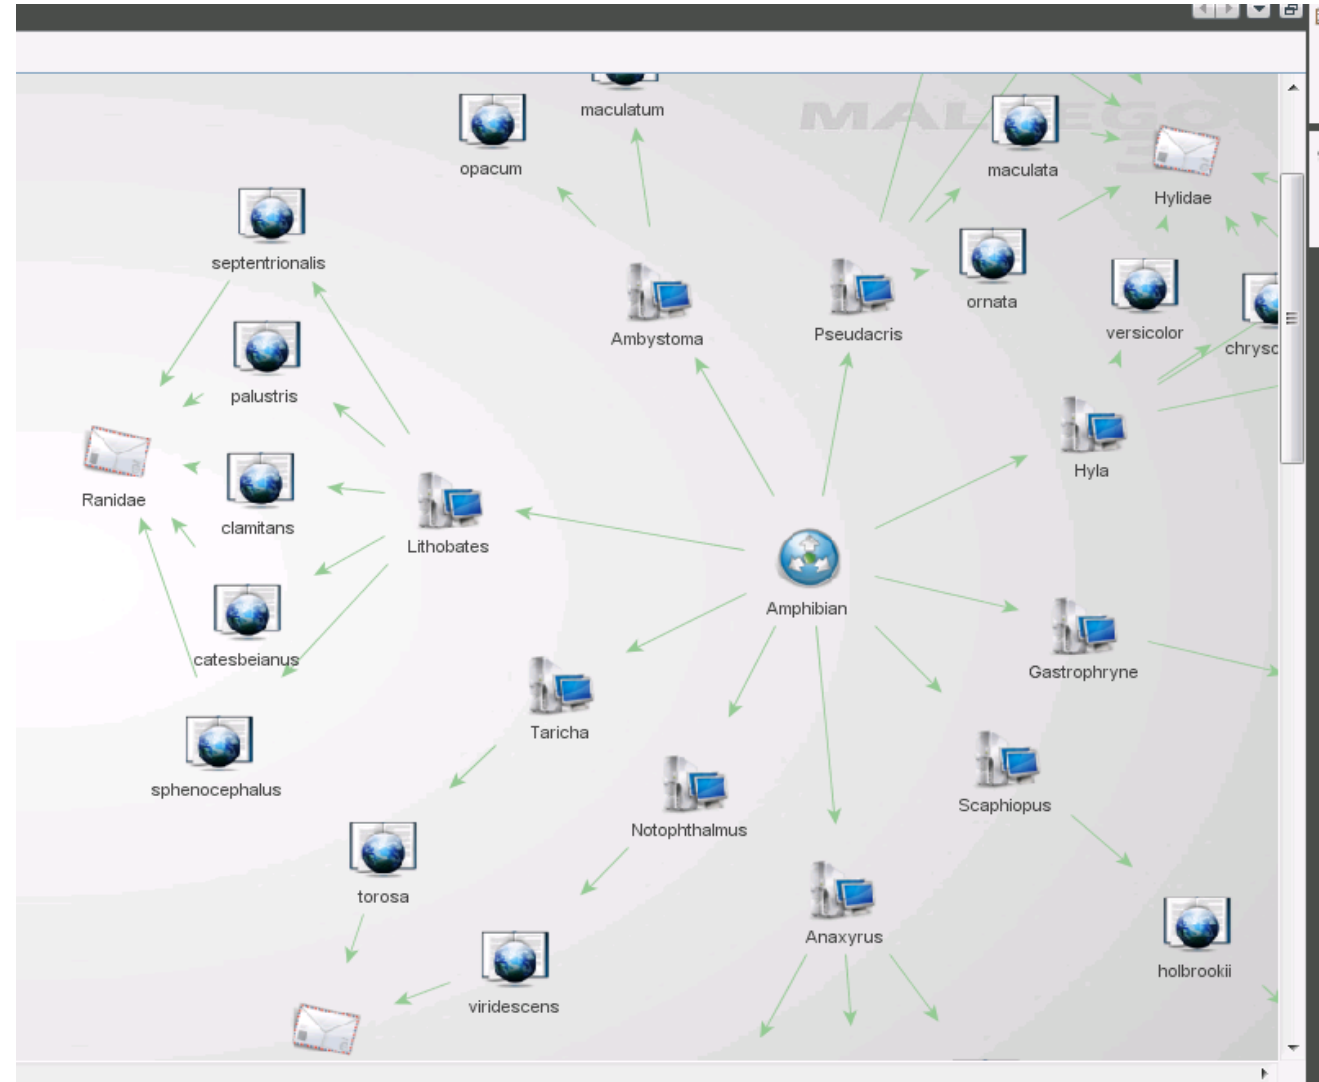 maculatum
opacum
maculata
Hylidae
septentrionalis
ornata
Ambystoma
Pseudacris
versicolor
chrysc
palustris
Hyla
Ranidae
clamitans
Lithobates
Amphibian
catesbeianus
Gastrophryne
Taricha
sphenocephalus
Scaphiopus
Notophthalmus
torosa
Anaxyrus
holbrookii
viridescens